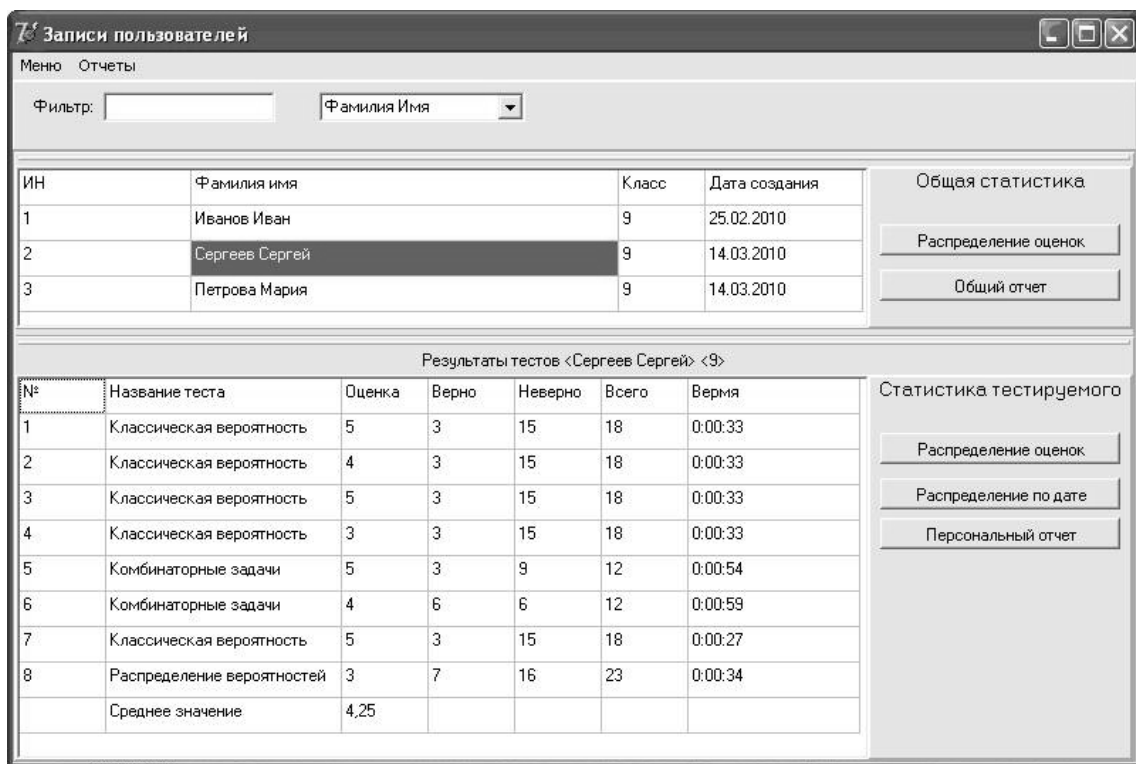 Записи пользователей
Меню Отчеты
Фильтр: Фамилия Имя
ИН Фамилия имя Класс Дата создания
1 Иванов Иван 9 25.02.2010
2 Сергеев Сергей 9 14.03.2010
3 Петрова Мария 9 14.03.2010
Общая статистика
Распределение оценок
Общий отчет
Результаты тестов <Сергеев Сергей> <9>
№ Название теста Оценка Верно Неверно Всего Вермя
1 Классическая вероятность 5 3 15 18 0:00:33
2 Классическая вероятность 4 3 15 18 0:00:33
3 Классическая вероятность 5 3 15 18 0:00:33
4 Классическая вероятность 3 3 15 18 0:00:33
5 Комбинаторные задачи 5 3 9 12 0:00:54
6 Комбинаторные задачи 4 6 6 12 0:00:59
7 Классическая вероятность 5 3 15 18 0:00:27
8 Распределение вероятностей 3 7 16 23 0:00:34
Среднее значение 4,25
Статистика тестируемого
Распределение оценок
Распределение по дате
Персональный отчет